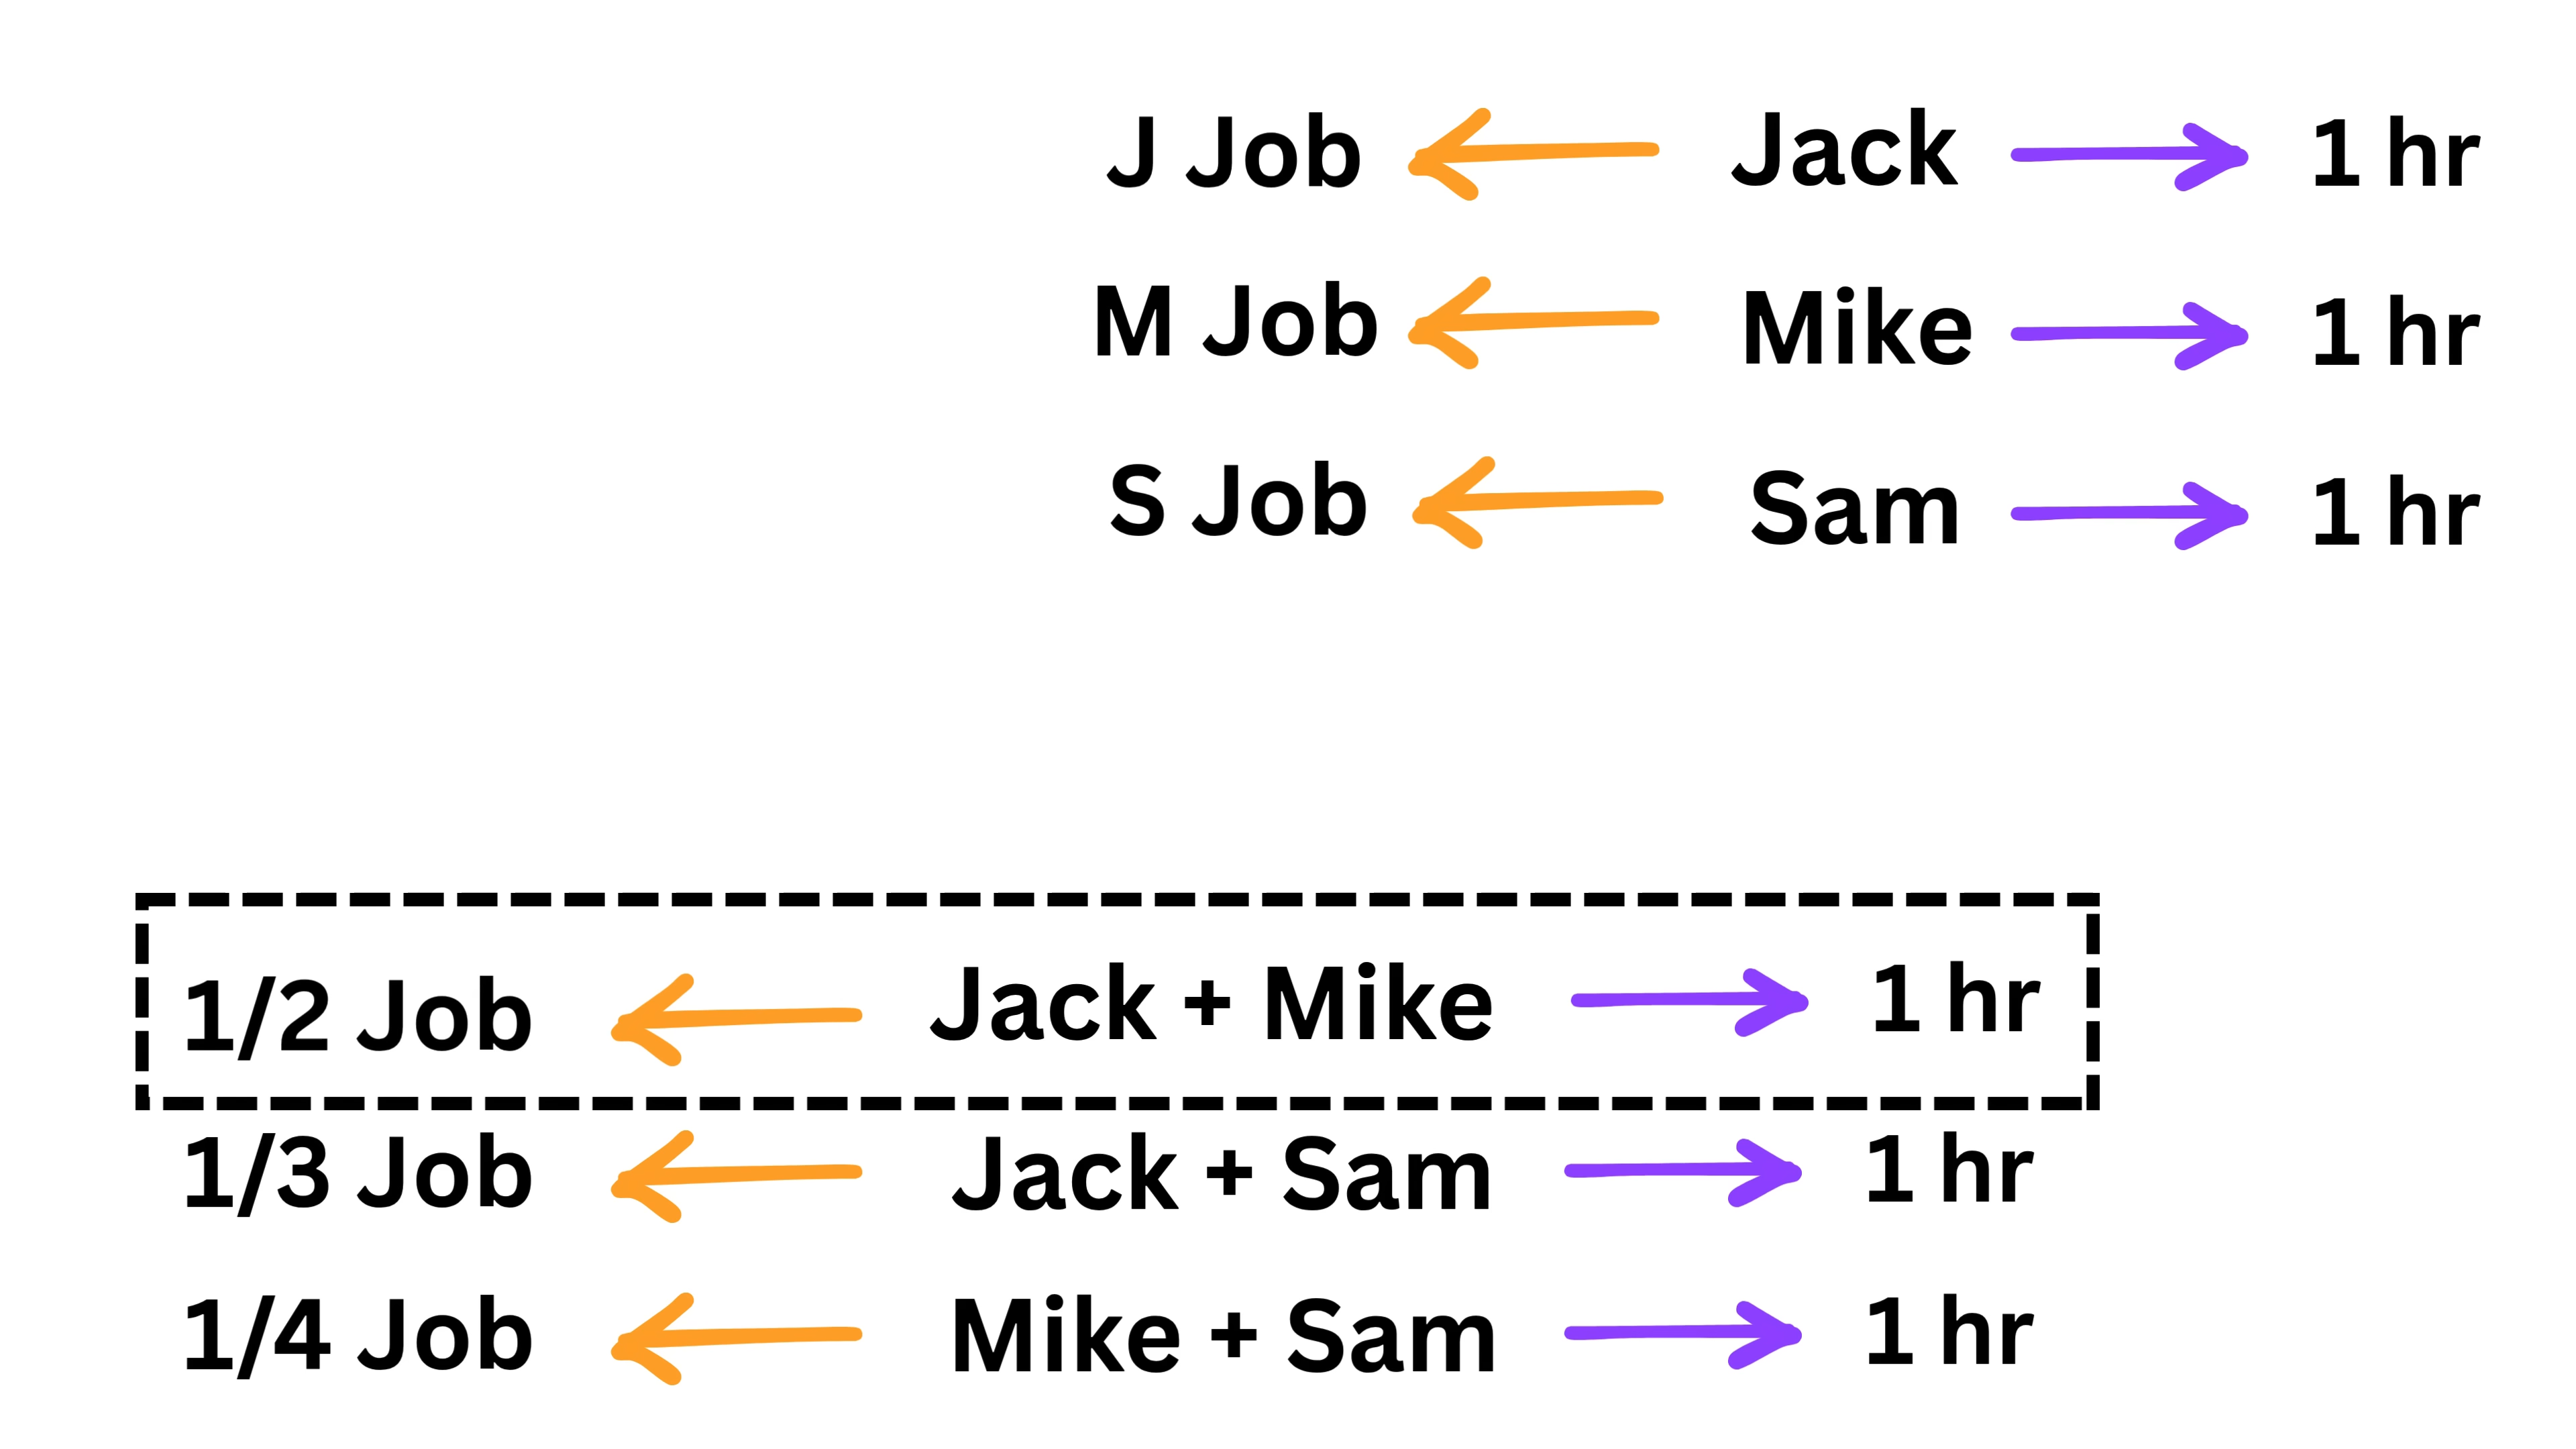 J Job Jack 1 hr
M Job Mike 1 hr
S Job Sam 1 hr
1/2 Job Jack + Mike 1 hr
1/3 Job Jack + Sam 1 hr
1/4 Job Mike + Sam 1 hr